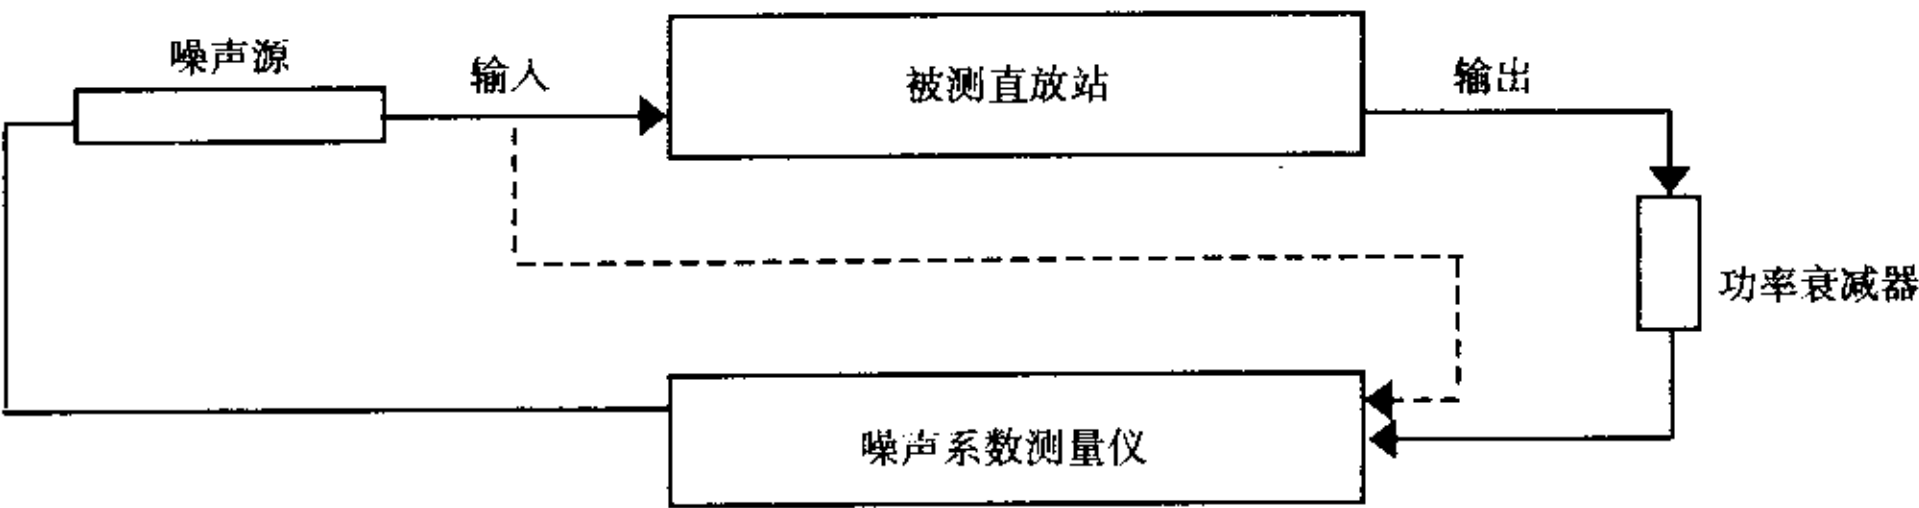 噪声源
输入
被测直放站
输出
功率衰减器
噪声系数测量仪